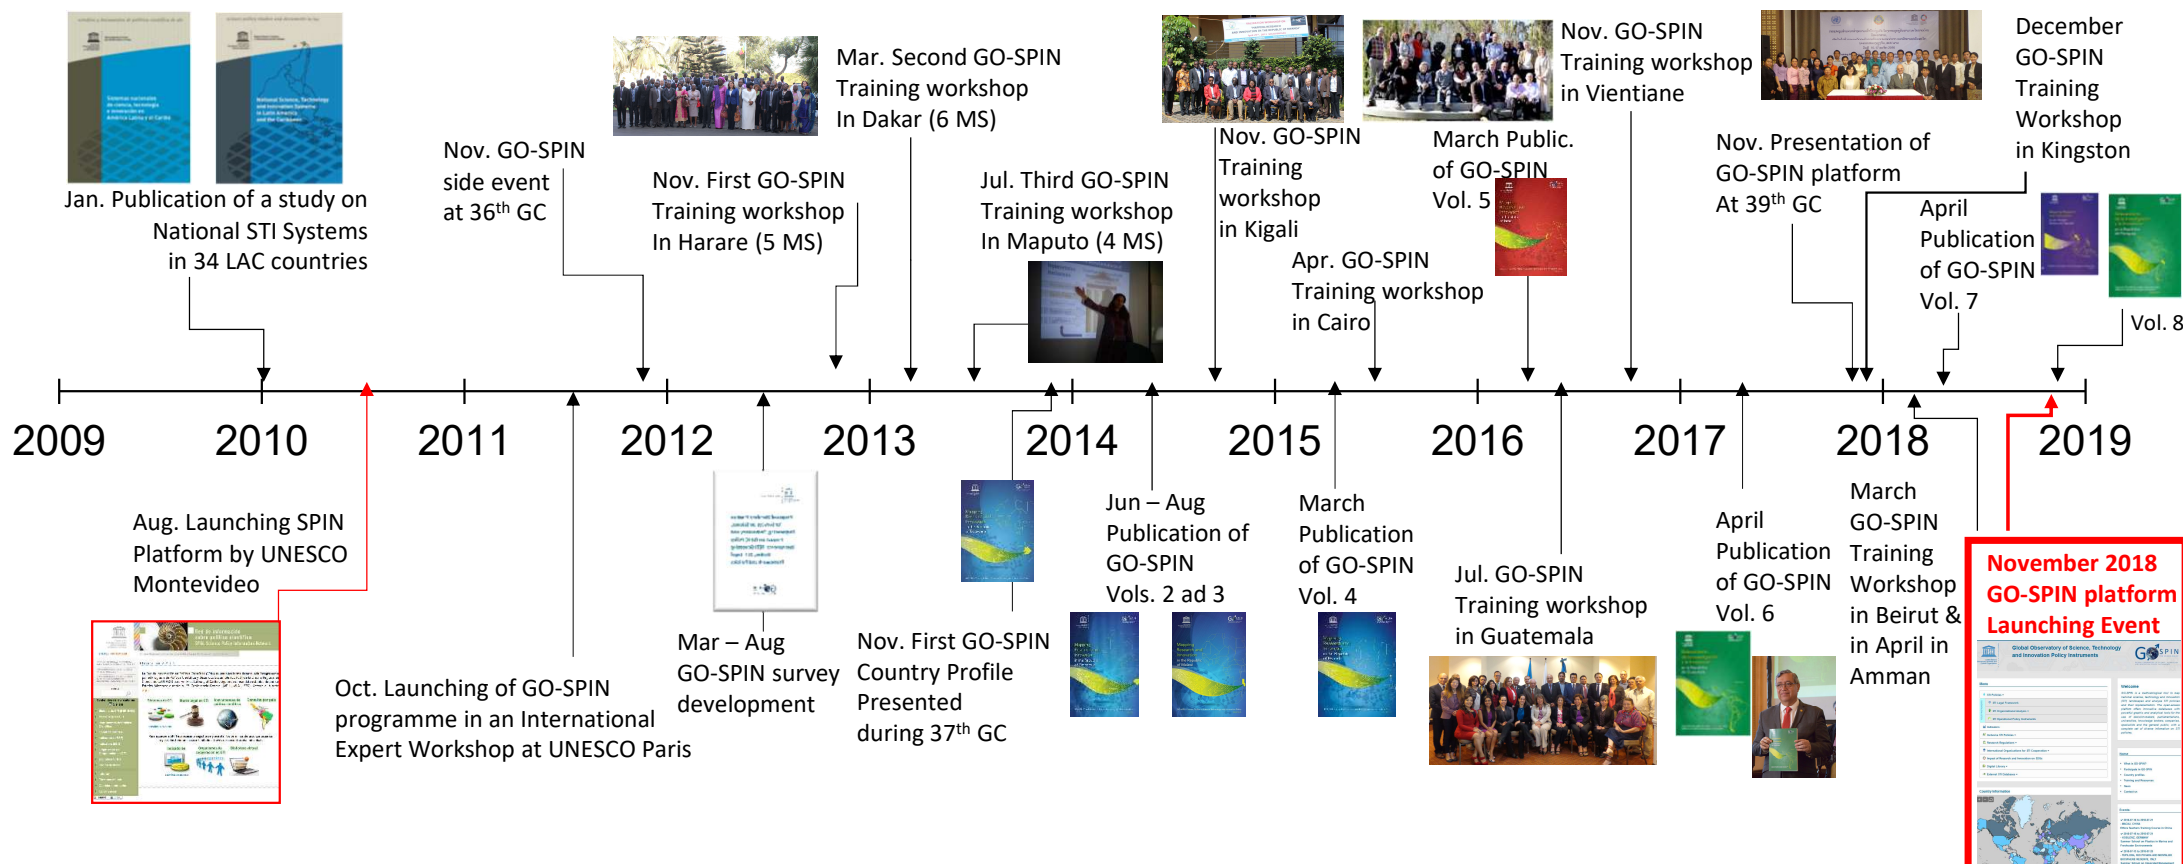 Jan. Publication of a study on
National STI Systems
in 34 LAC countries
Nov. GO-SPIN
side event
at 36th GC
Nov. First GO-SPIN
Training workshop
In Harare (5 MS)
Mar. Second GO-SPIN
Training workshop
In Dakar (6 MS)
Jul. Third GO-SPIN
Training workshop
In Maputo (4 MS)
Nov. GO-SPIN
Training
workshop
in Kigali
Apr. GO-SPIN
Training workshop
in Cairo
March Public.
of GO-SPIN
Vol. 5
Nov. GO-SPIN
Training workshop
in Vientiane
Nov. Presentation of
GO-SPIN platform
At 39th GC
December
GO-SPIN
Training
Workshop
in Kingston
April
Publication
of GO-SPIN
Vol. 7
Vol. 8
2009
2010
2011
2012
2013
2014
2015
2016
2017
2018
2019
Aug. Launching SPIN
Platform by UNESCO
Montevideo
Oct. Launching of GO-SPIN
programme in an International
Expert Workshop at UNESCO Paris
Mar – Aug
GO-SPIN survey
development
Nov. First GO-SPIN
Country Profile
Presented
during 37th GC
Jun – Aug
Publication of
GO-SPIN
Vols. 2 ad 3
March
Publication
of GO-SPIN
Vol. 4
Jul. GO-SPIN
Training workshop
in Guatemala
April
Publication
of GO-SPIN
Vol. 6
March
GO-SPIN
Training
Workshop
in Beirut &
in April in
Amman
November 2018
GO-SPIN platform
Launching Event
Global Observatory of Science, Technology
and Innovation Policy Instruments